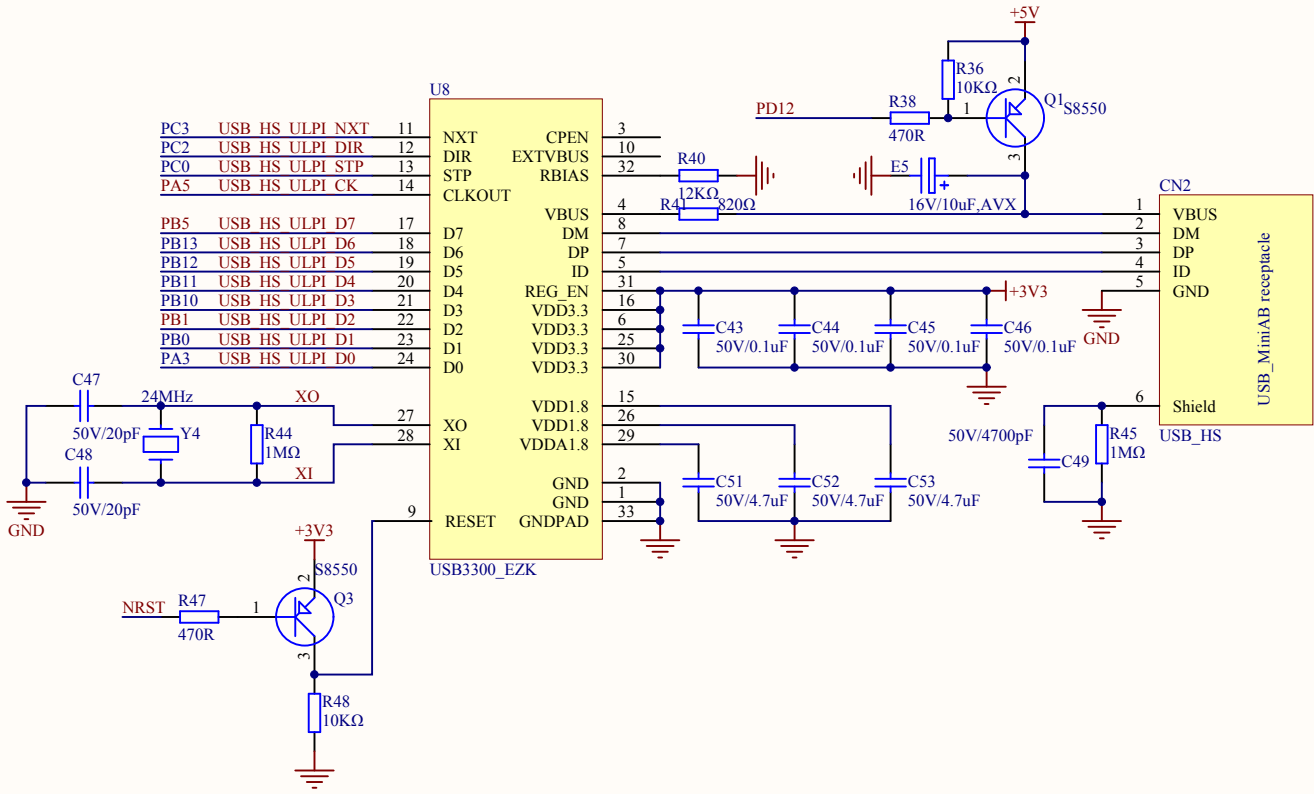 +5V
R36
10KΩ
2
Q1
S8550
1
3
PD12
R38
470R
E5
+
16V/10uF,AVX
U8
PC3 USB_HS_ULPI_NXT 11 NXT
PC2 USB_HS_ULPI_DIR 12 DIR
PC0 USB_HS_ULPI_STP 13 STP
PA5 USB_HS_ULPI_CK 14 CLKOUT
PB5 USB_HS_ULPI_D7 17 D7
PB13 USB_HS_ULPI_D6 18 D6
PB12 USB_HS_ULPI_D5 19 D5
PB11 USB_HS_ULPI_D4 20 D4
PB10 USB_HS_ULPI_D3 21 D3
PB1 USB_HS_ULPI_D2 22 D2
PB0 USB_HS_ULPI_D1 23 D1
PA3 USB_HS_ULPI_D0 24 D0
27 XO
28 XI
9 RESET
CPEN 3
EXTVBUS 10
RBIAS 32
VBUS 4
DM 8
DP 7
ID 5
REG_EN 31
VDD3.3 16
VDD3.3 6
VDD3.3 25
VDD3.3 30
VDD1.8 15
VDD1.8 26
VDDA1.8 29
GND 2
GND 1
GNDPAD 33
USB3300_EZK
R40
12KΩ
R41 820Ω
+3V3
C43
50V/0.1uF
C44
50V/0.1uF
C45
50V/0.1uF
C46
50V/0.1uF
C51
50V/4.7uF
C52
50V/4.7uF
C53
50V/4.7uF
CN2
1 VBUS
2 DM
3 DP
4 ID
5 GND
6 Shield
USB_MiniAB receptacle
USB_HS
GND
50V/4700pF
C49
R45
1MΩ
C47
50V/20pF
C48
50V/20pF
24MHz
Y4
XO
XI
R44
1MΩ
GND
+3V3
S8550
2
Q3
1
3
NRST
R47
470R
R48
10KΩ